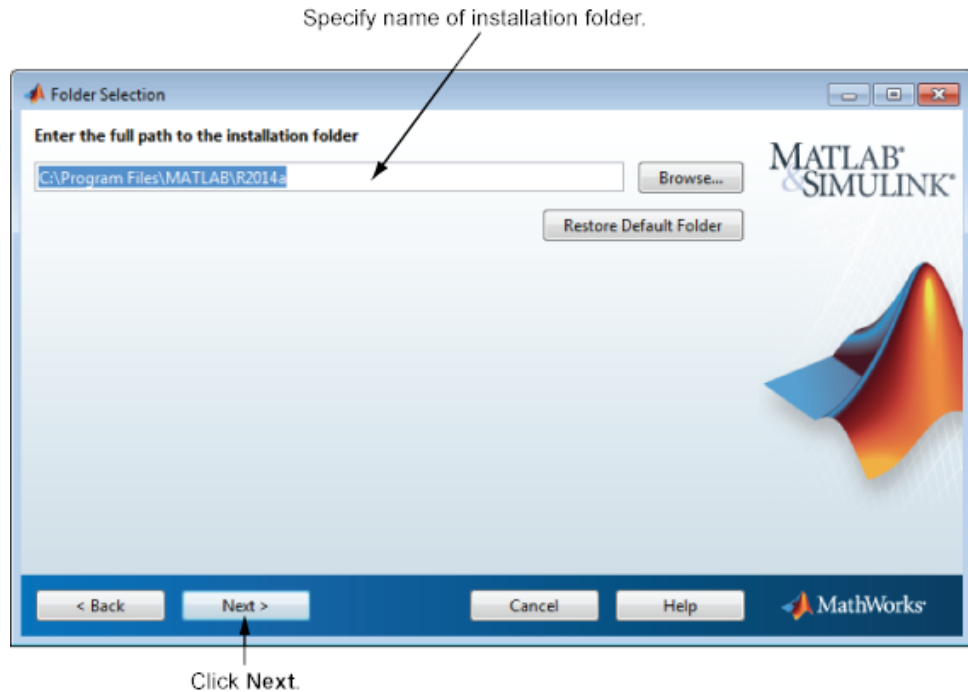 Specify name of installation folder.
Folder Selection
Enter the full path to the installation folder
C:\Program Files\MATLAB\R2014a
Browse...
Restore Default Folder
MATLAB®
&SIMULINK®
< Back
Next >
Cancel
Help
MathWorks®
Click Next.